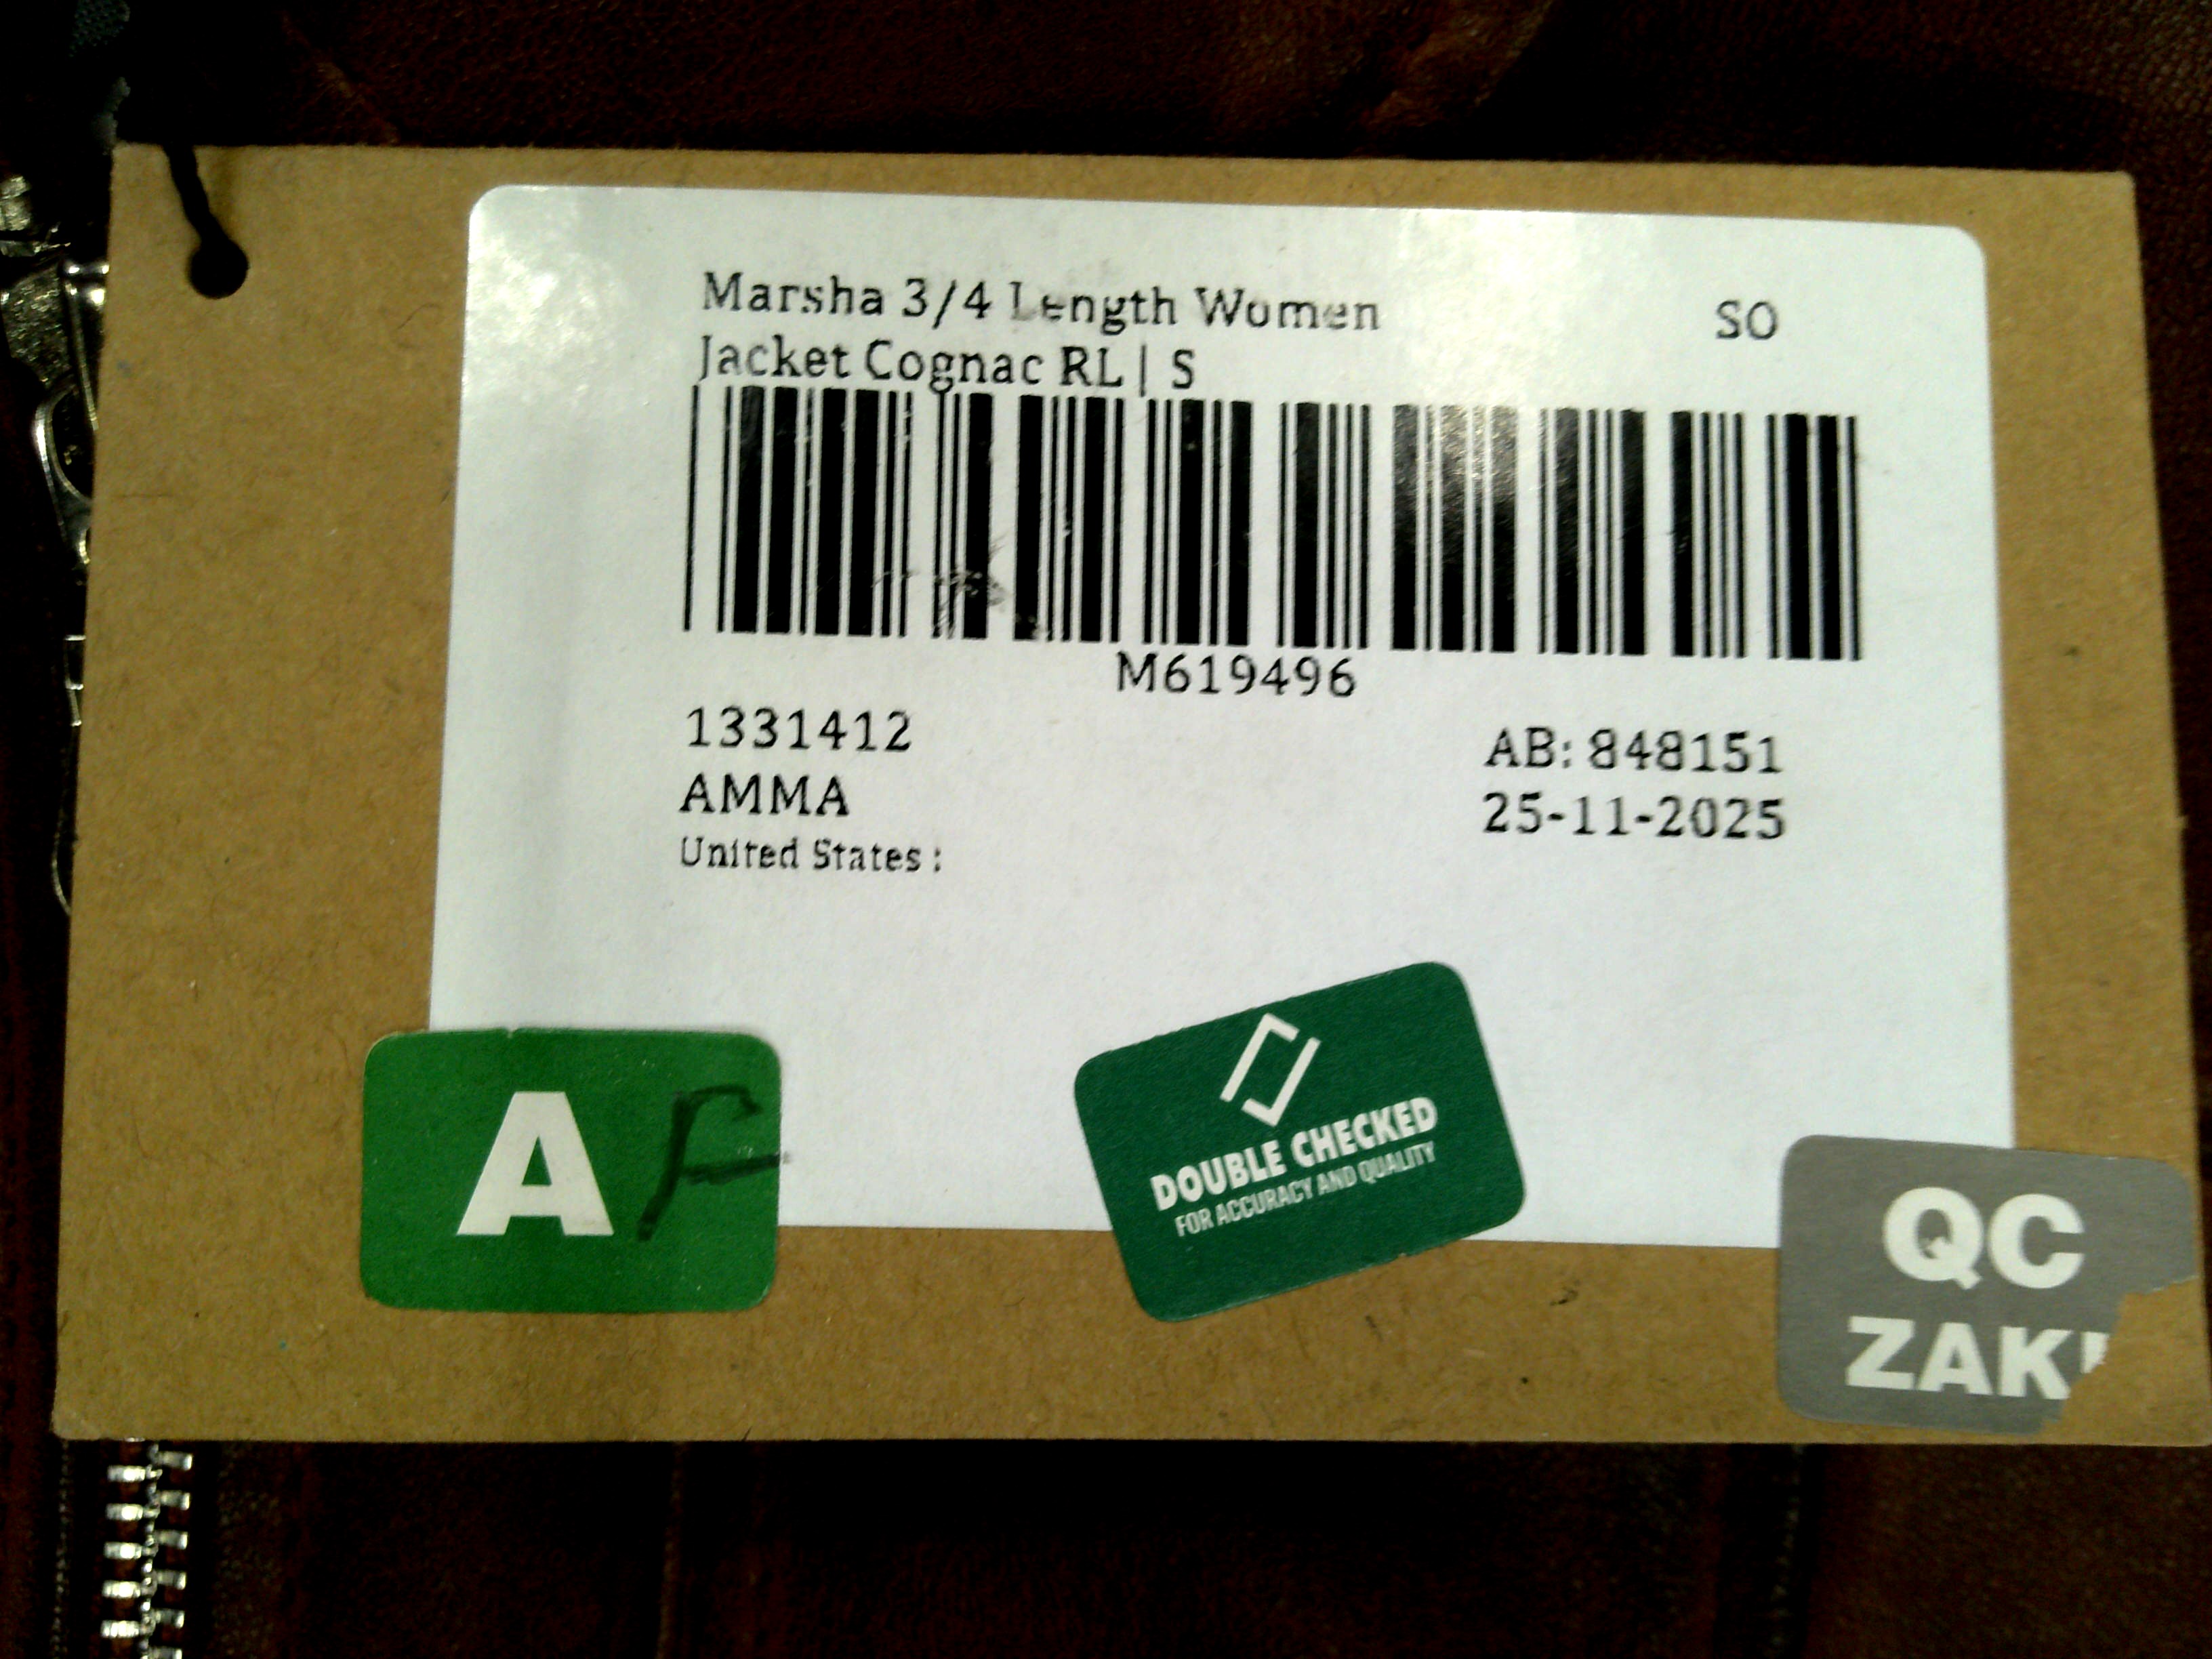 Marsha 3/4 Length Women
Jacket Cognac RL | S
SO
M619496
1331412
AMMA
United States :
AB: 848151
25-11-2025
A F
DOUBLE CHECKED
FOR ACCURACY AND QUALITY
QC